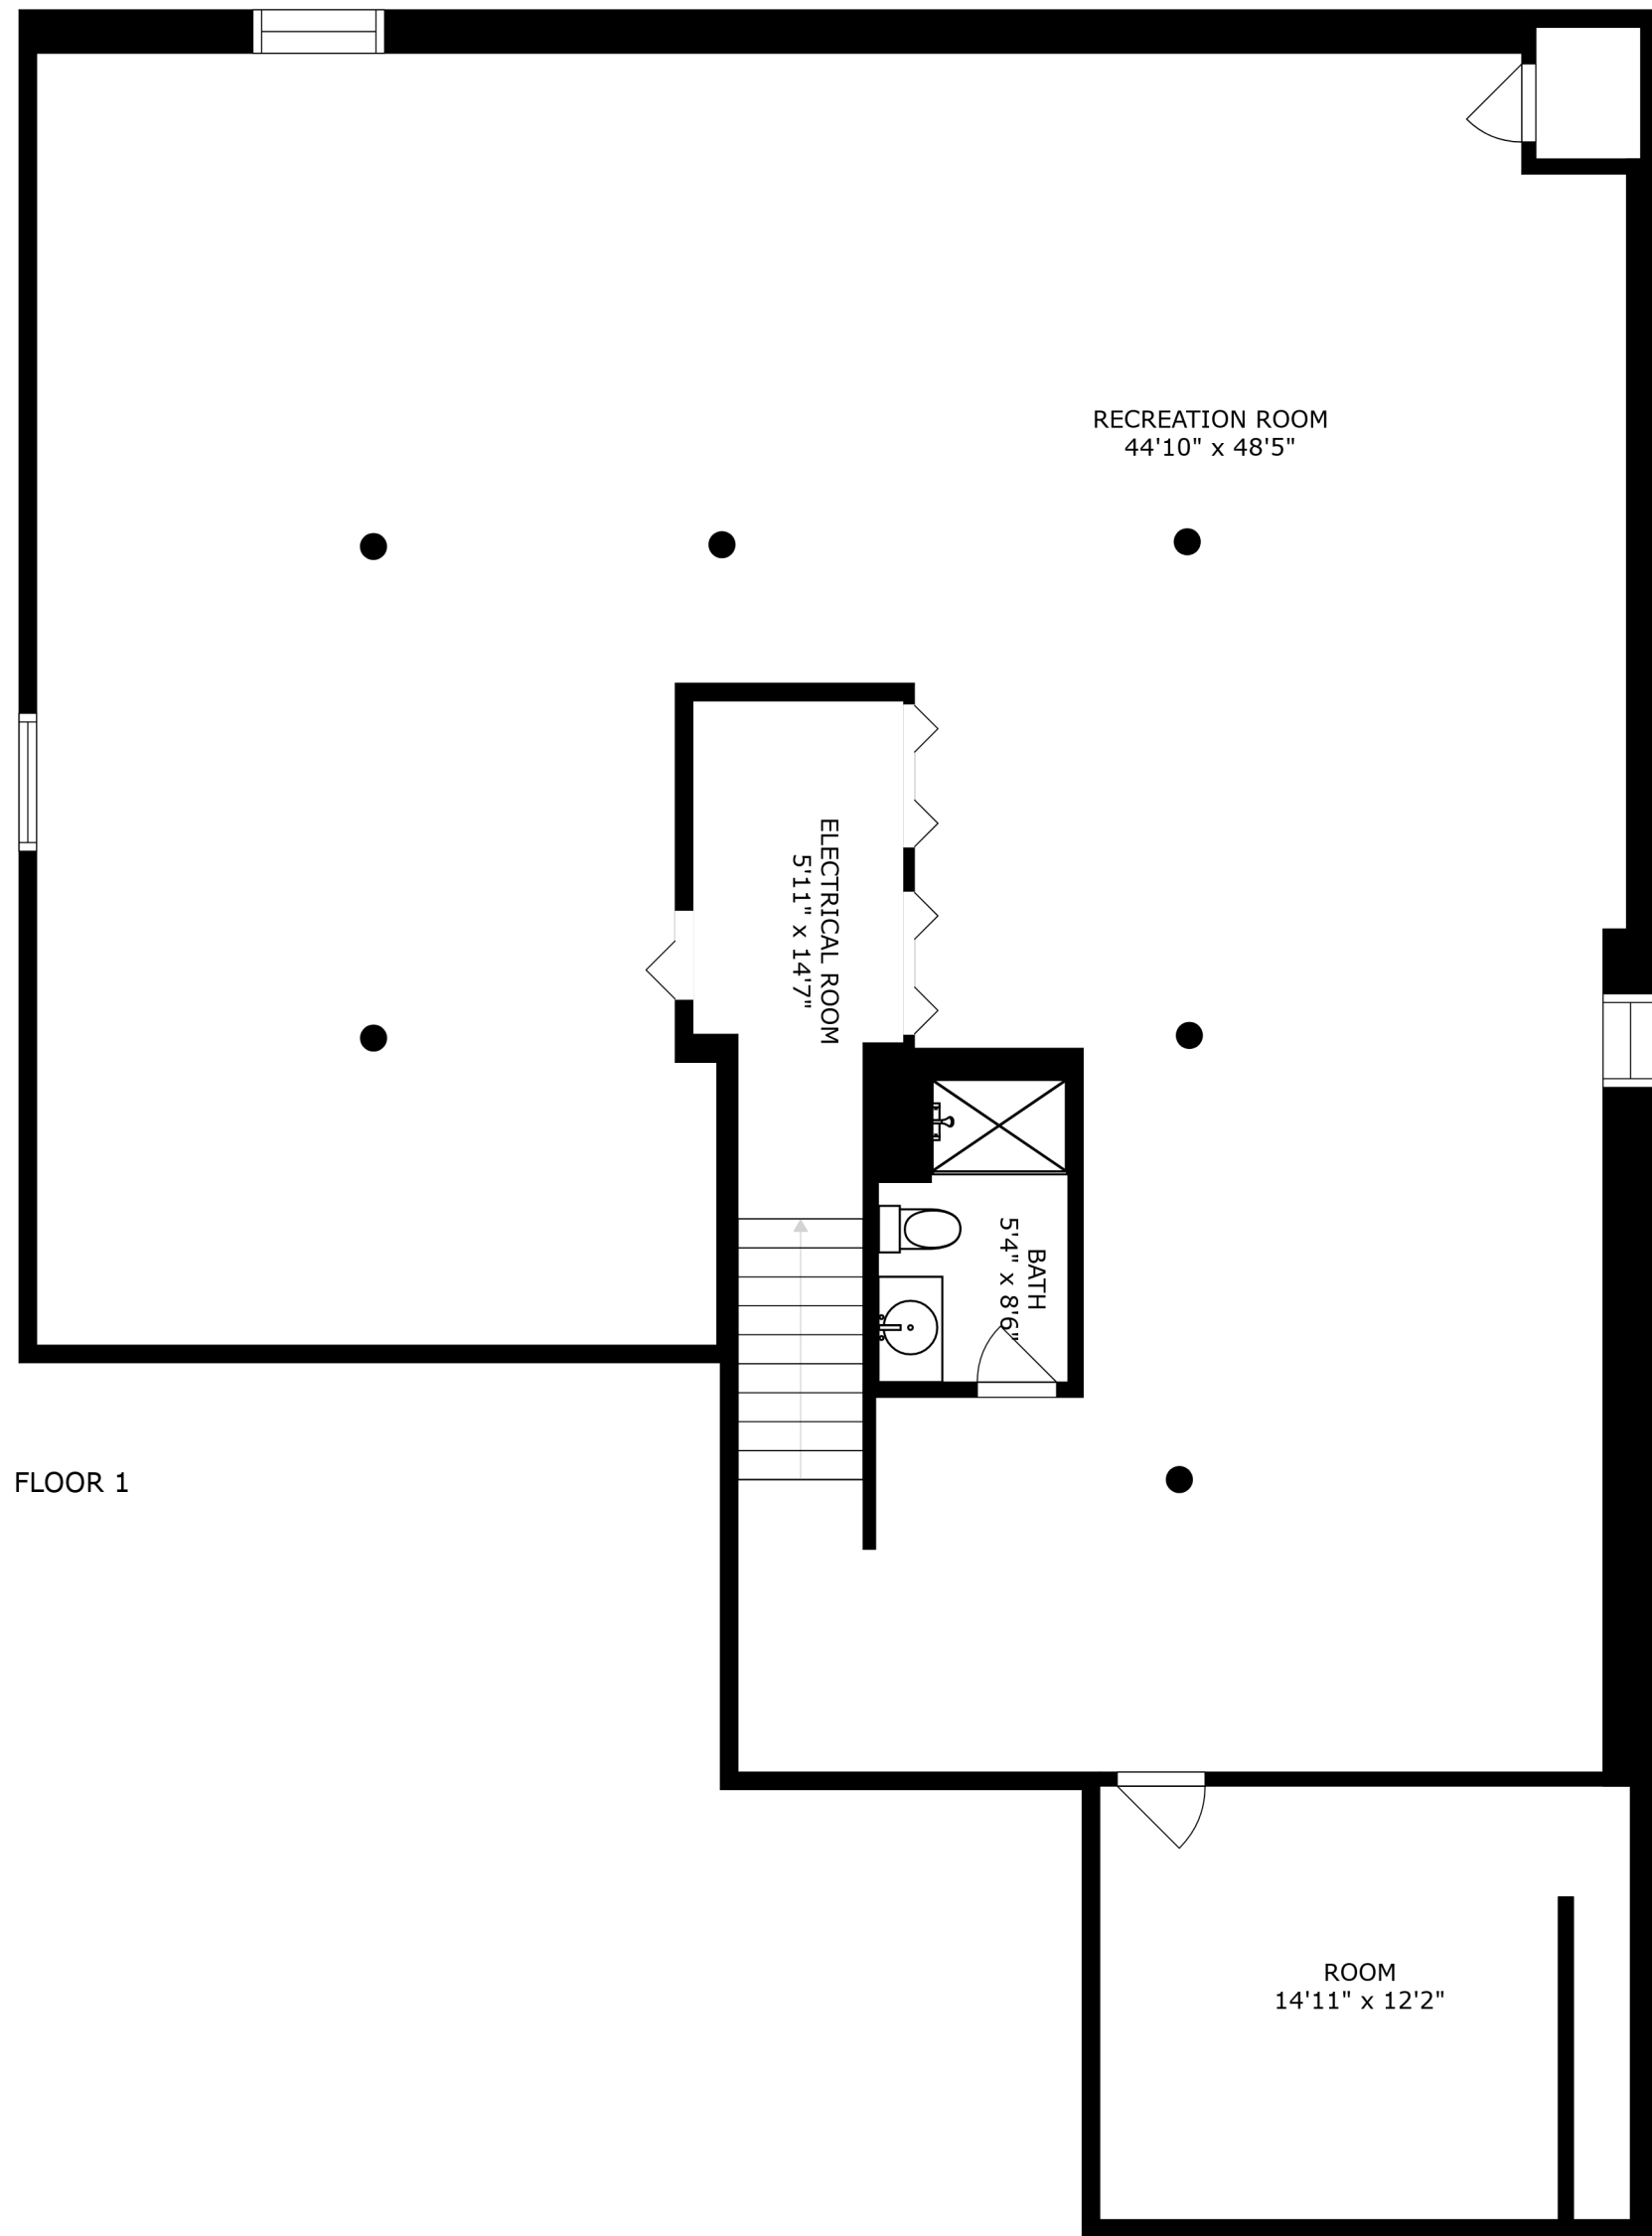 RECREATION ROOM
44'10" x 48'5"
ELECTRICAL ROOM
5'11" x 14'7"
BATH
5'4" x 8'6"
FLOOR 1
ROOM
14'11" x 12'2"